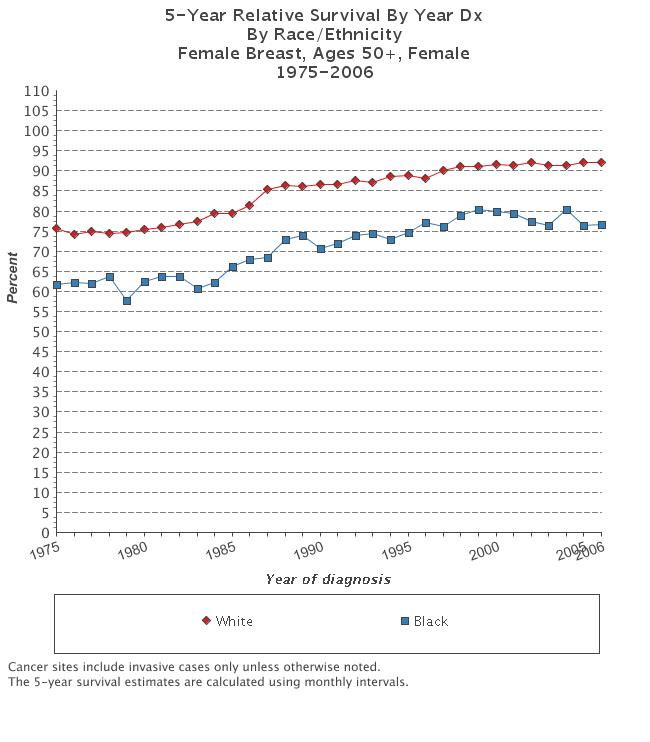 5-Year Relative Survival By Year Dx
By Race/Ethnicity
Female Breast, Ages 50+, Female
1975-2006
110
105
100
95
90
85
80
75
70
65
60
55
50
45
40
35
30
25
20
15
10
5
0
Percent
1975 1980 1985 1990 1995 2000 2005 2006
Year of diagnosis
White Black
Cancer sites include invasive cases only unless otherwise noted.
The 5-year survival estimates are calculated using monthly intervals.